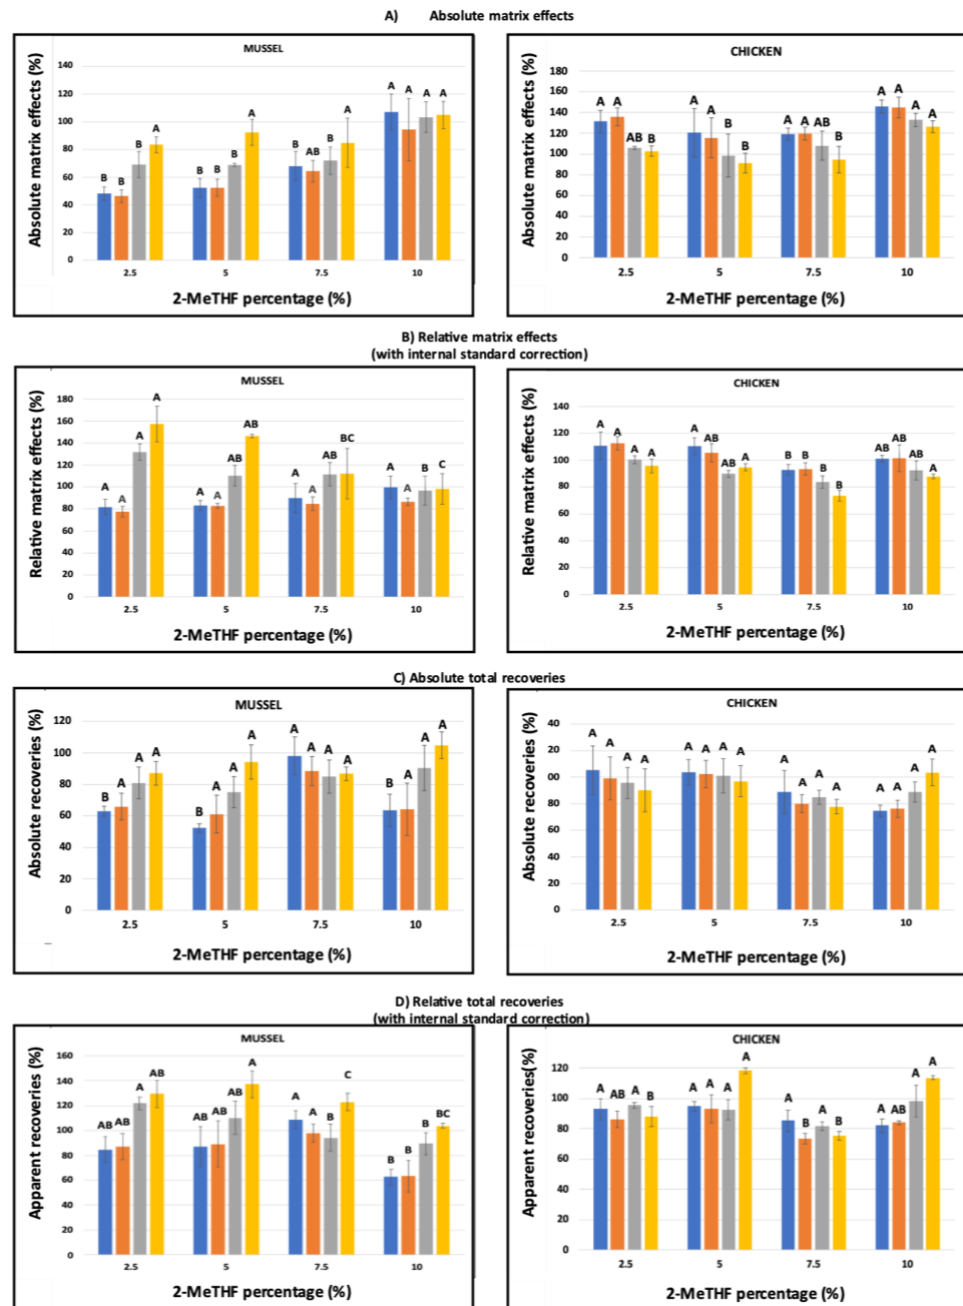 A) Absolute matrix effects
MUSSEL
Absolute matrix effects (%)
140
120
100
80
60
40
20
0
B B B A
B B B A
B B B A
A A A A
2.5 5 7.5 10
2-MeTHF percentage (%)
CHICKEN
Absolute matrix effects (%)
180
160
140
120
100
80
60
40
100
0
A A AB B
A A B B
A A AB B
A A A A
2.5 5 7.5 10
2-MeTHF percentage (%)
B) Relative matrix effects
(with internal standard correction)
MUSSEL
Relative matrix effects (%)
180
160
140
120
100
80
60
40
20
0
A A A A
A A AB AB
A A AB BC
A A B C
2.5 5 7.5 10
2-MeTHF percentage (%)
CHICKEN
Relative matrix effects (%)
140
120
100
80
60
40
20
0
A A A A
A AB AB A
B B B B
AB AB AB A
2.5 5 7.5 10
2-MeTHF percentage (%)
C) Absolute total recoveries
MUSSEL
Absolute recoveries (%)
120
100
80
60
40
20
0
B A A A
B A A A
A A A A
B A A A
2.5 5 7.5 10
2-MeTHF percentage (%)
CHICKEN
Absolute recoveries (%)
40
20
00
80
60
40
20
0
A A A A
A A A A
A A A A
A A A A
2.5 5 7.5 10
2-MeTHF percentage (%)
D) Relative total recoveries
(with internal standard correction)
MUSSEL
Apparent recoveries (%)
160
140
120
100
80
60
40
20
0
AB AB A AB
AB AB AB A
A A B C
B B B BC
2.5 5 7.5 10
2-MeTHF percentage (%)
CHICKEN
Apparent recoveries(%)
120
100
80
60
40
20
0
A AB A B
A A A A
A B A B
A AB A A
2.5 5 7.5 10
2-MeTHF percentage (%)